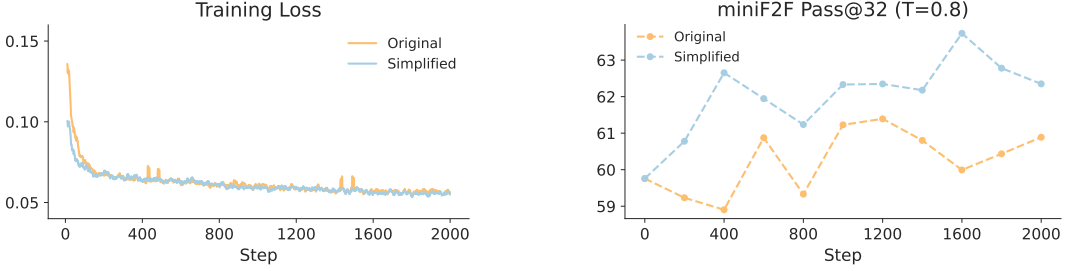 Training Loss
0.15
0.10
0.05
Original
Simplified
0 400 800 1200 1600 2000
Step
miniF2F Pass@32 (T=0.8)
63
62
61
60
59
Original
Simplified
0 400 800 1200 1600 2000
Step